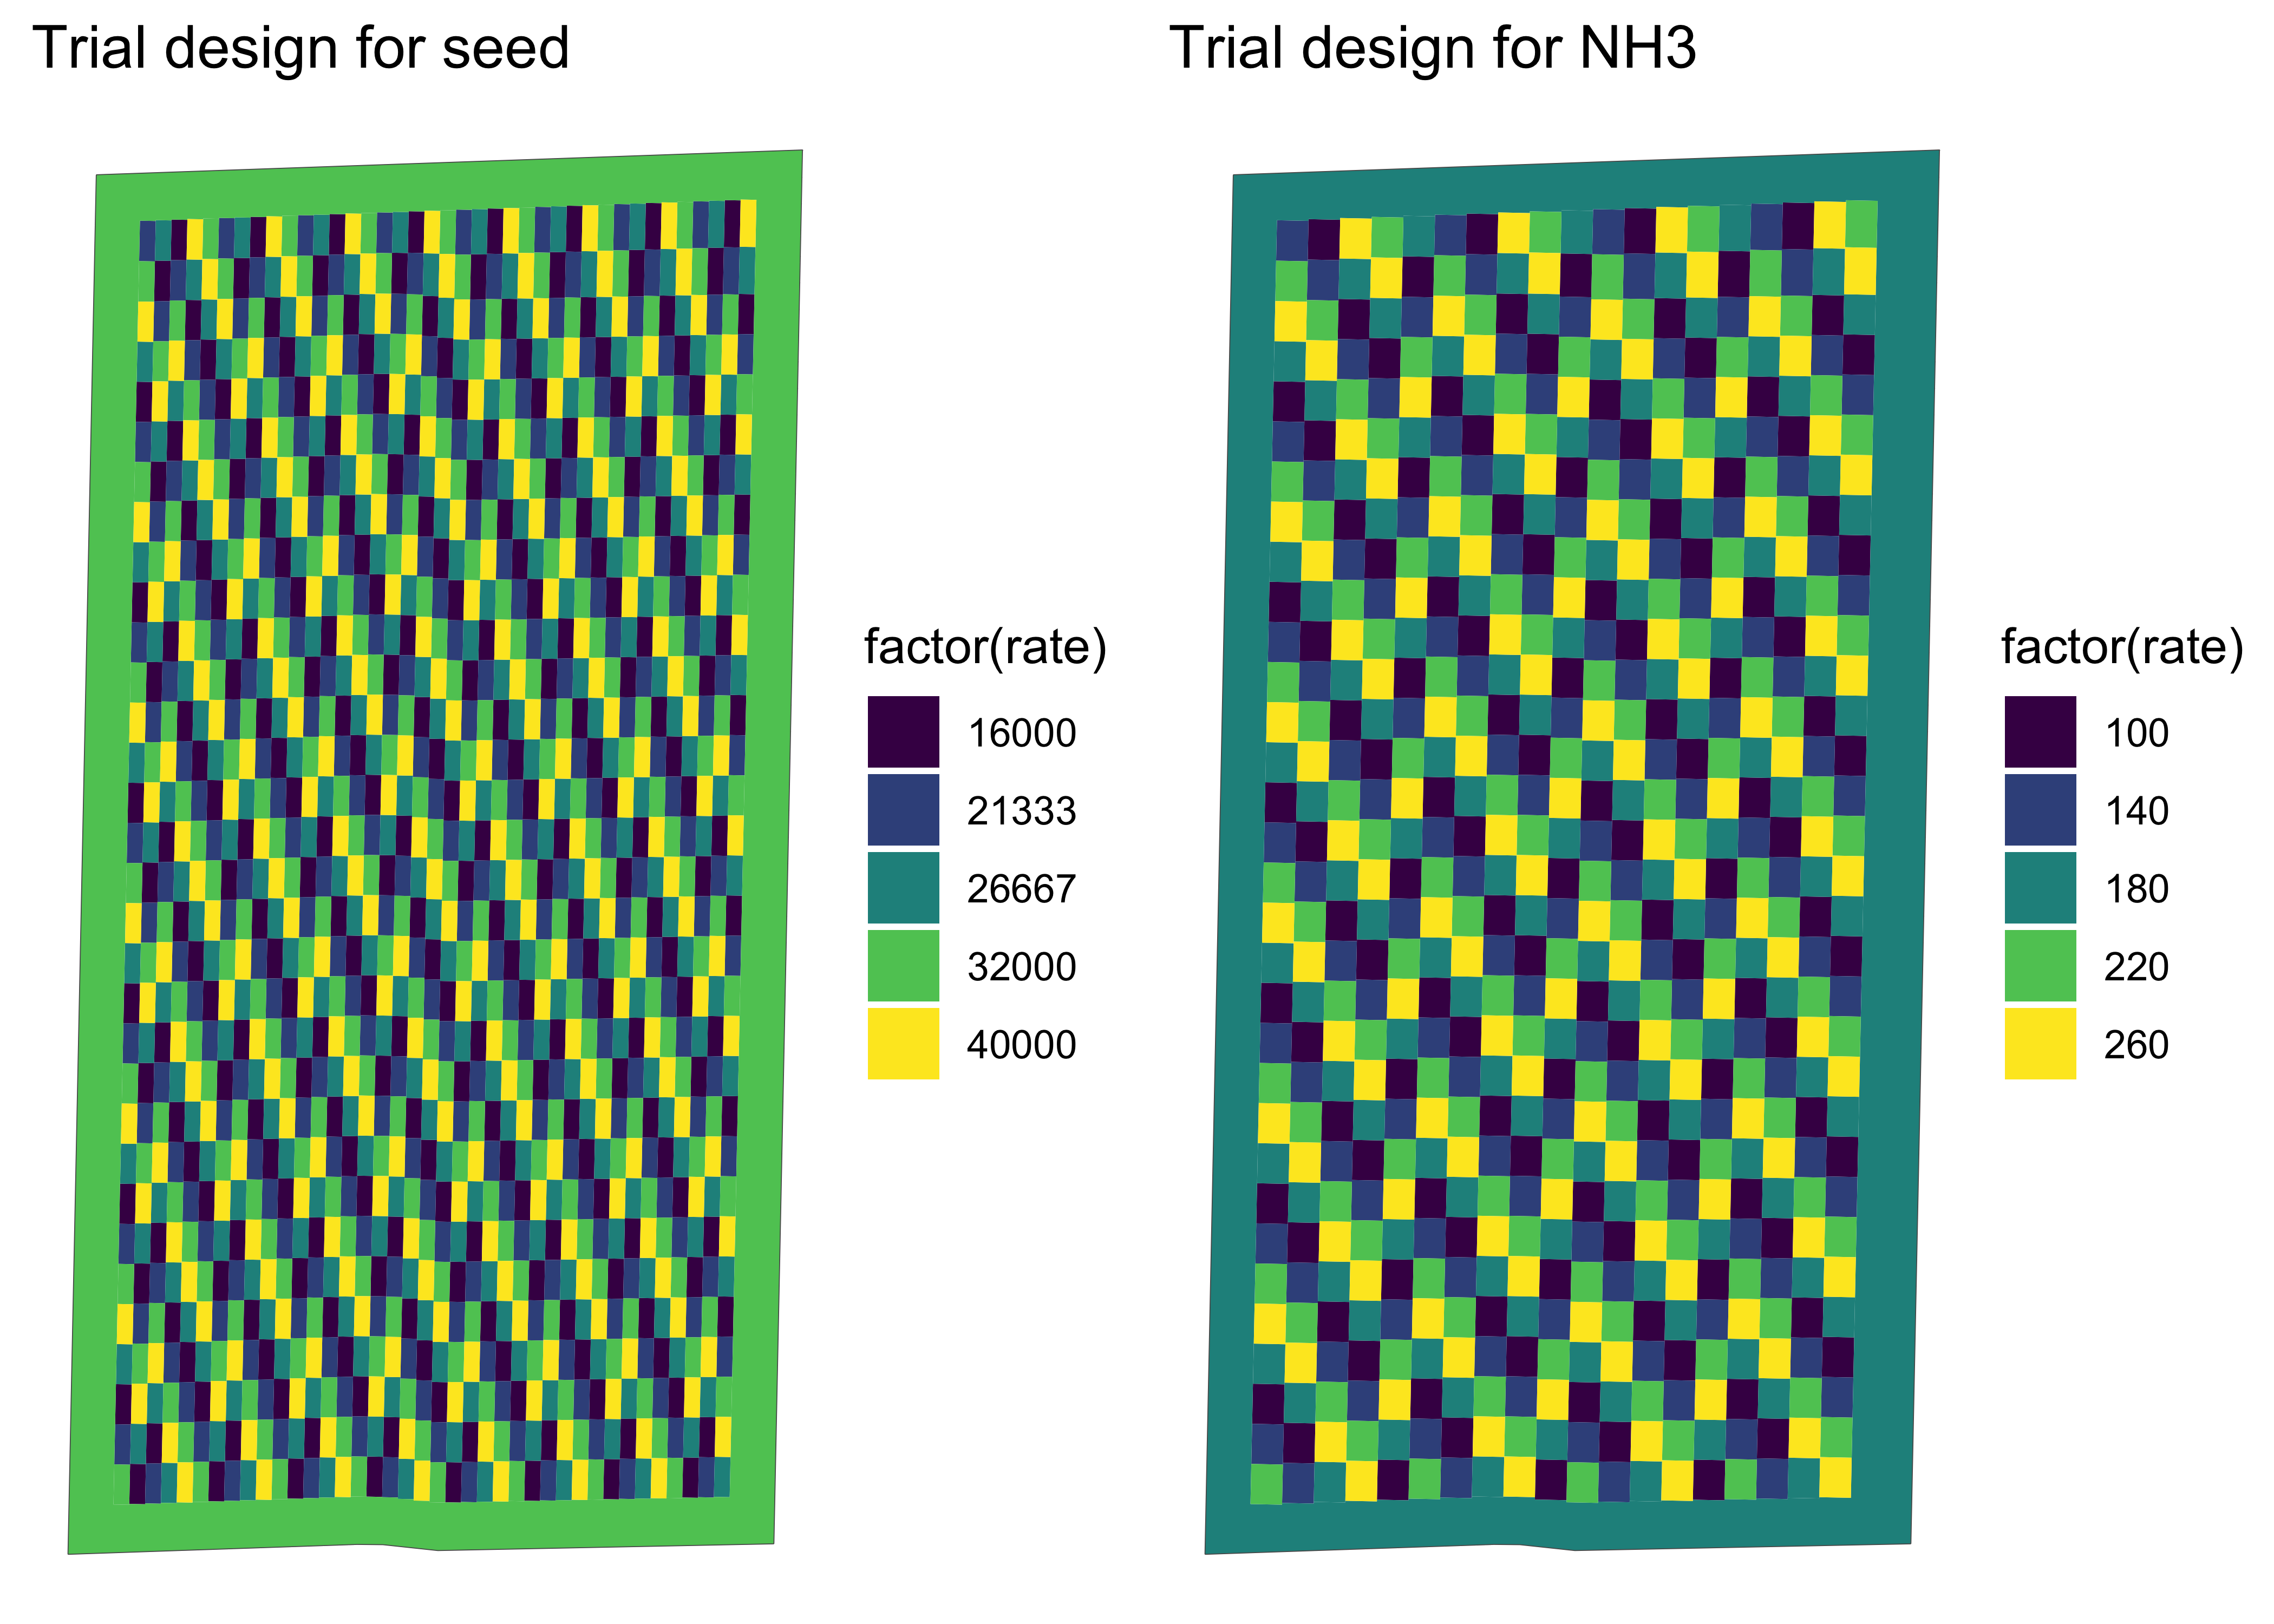 Trial design for seed
factor(rate)
16000
21333
26667
32000
40000
Trial design for NH3
factor(rate)
100
140
180
220
260